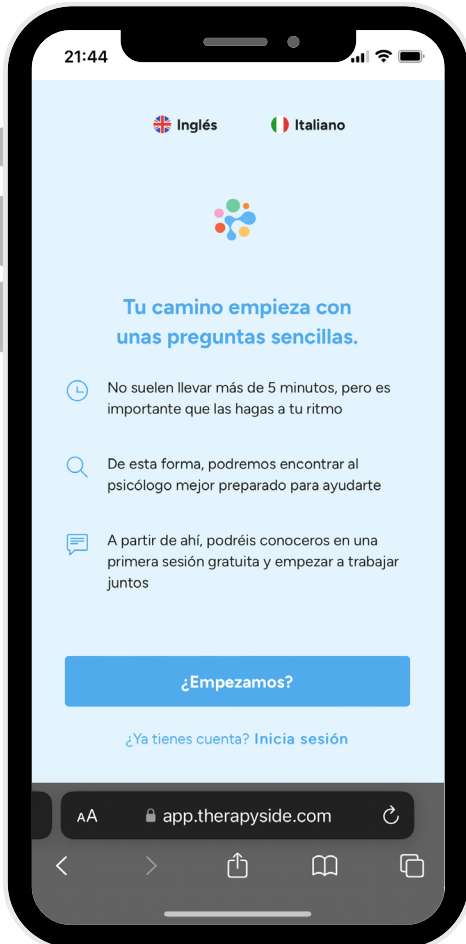 21:44
Inglés
Italiano
Tu camino empieza con
unas preguntas sencillas.
No suelen llevar más de 5 minutos, pero es
importante que las hagas a tu ritmo
De esta forma, podremos encontrar al
psicólogo mejor preparado para ayudarte
A partir de ahí, podréis conoceros en una
primera sesión gratuita y empezar a trabajar
juntos
¿Empezamos?
¿Ya tienes cuenta? Inicia sesión
AA app.therapyside.com